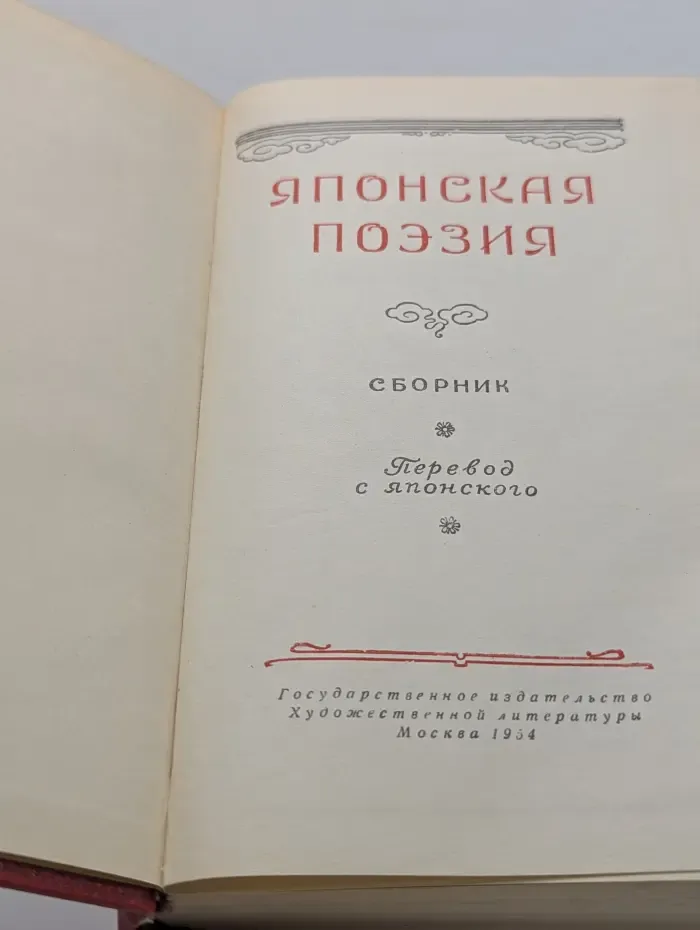 ЯПОНСКАЯ
ПОЭЗИЯ
СБОРНИК
Перевод
с японского
Государственное издательство
Художественной литературы
Москва 1954